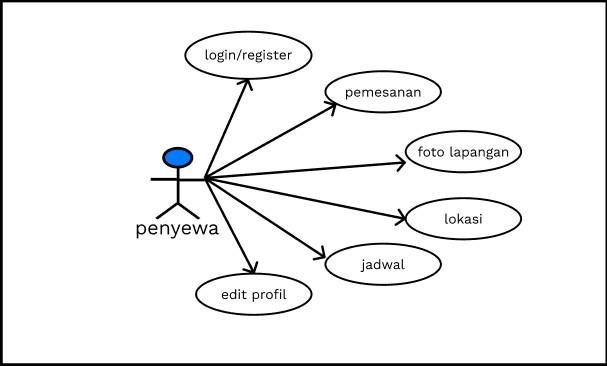 login/register
pemesanan
foto lapangan
lokasi
jadwal
edit profil
penyewa